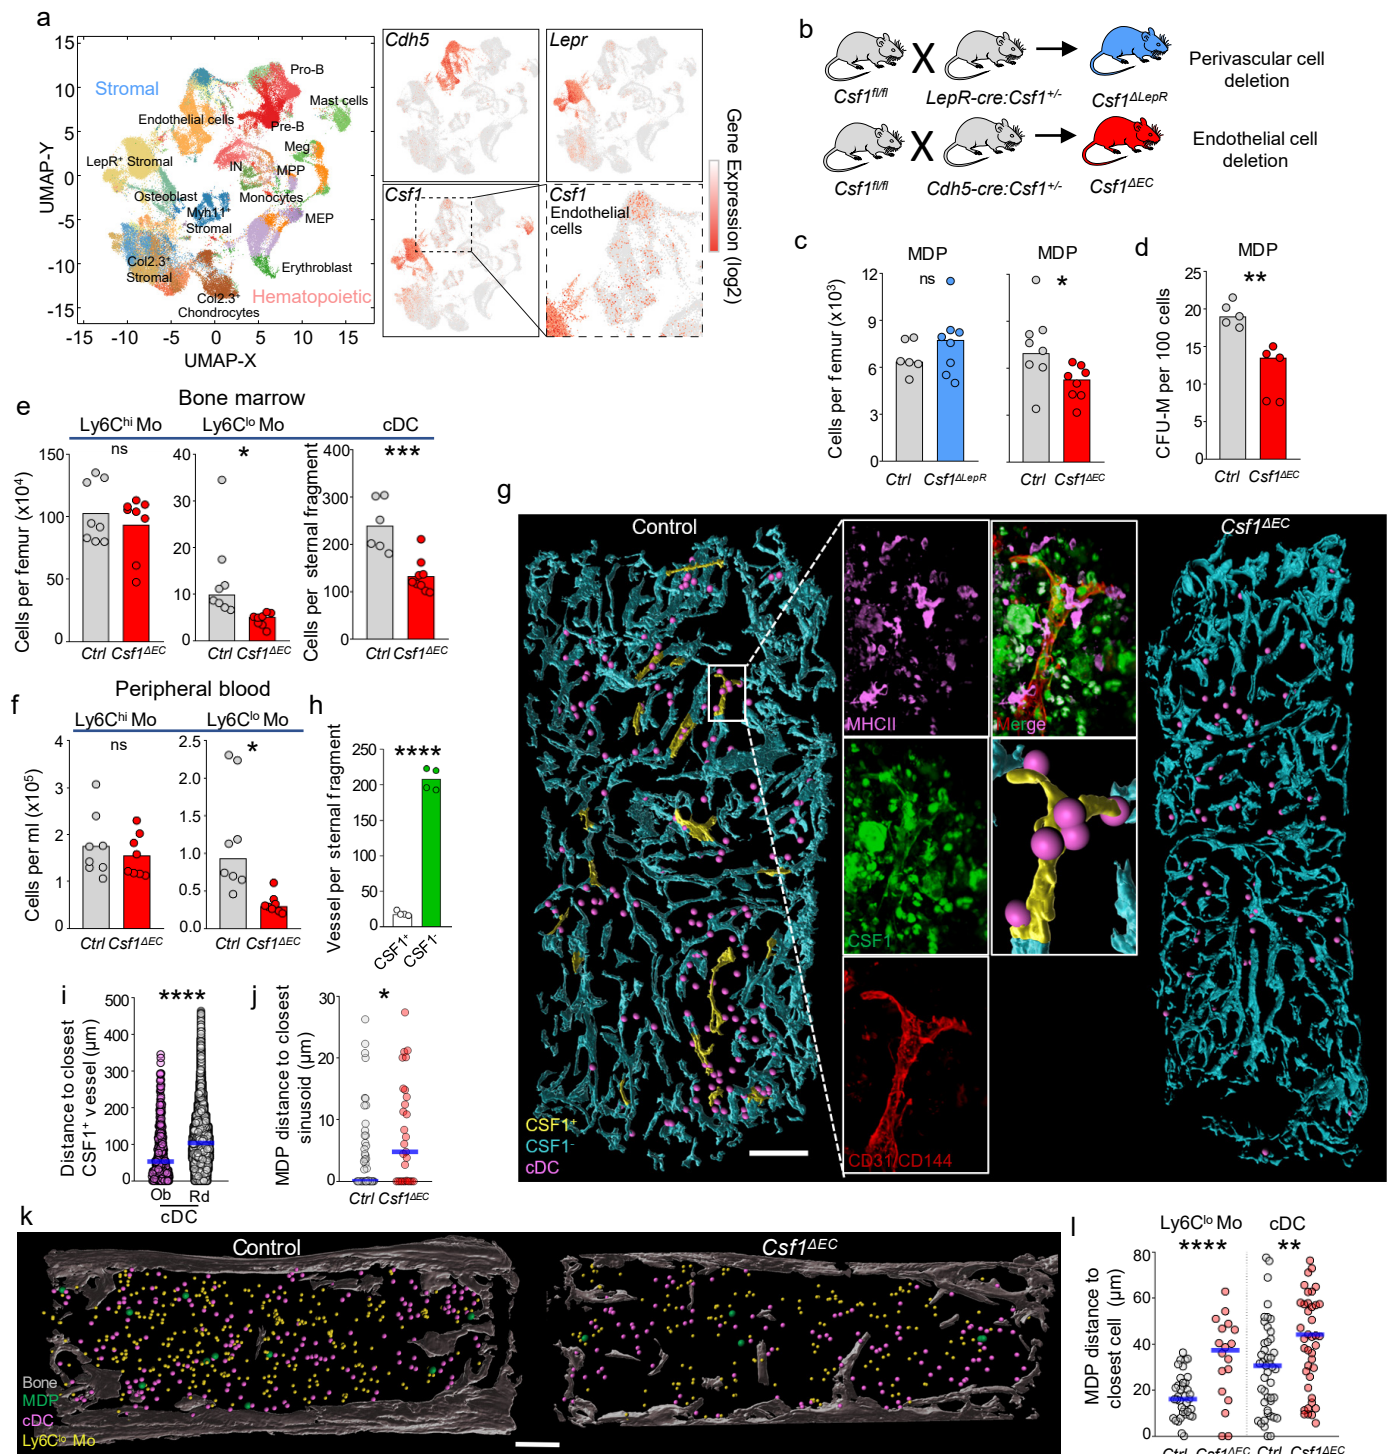 a
15
10
5
0
-5
-10
-15
UMAP-Y
-15 -10 -5 0 5 10 15
UMAP-X
Stromal
Pro-B
Mast cells
Endothelial cells
Pre-B
Meg
LepR⁺ Stromal
IN
MPP
Osteoblast
Monocytes
Myh11⁺
Stromal
MEP
Col2.3⁺
Stromal
Erythroblast
Hematopoietic
Col2.3⁺
Chondrocytes
Cdh5
Lepr
Csf1
Csf1
Endothelial
cells
Gene Expression (log2)
b
X
Csf1fl/fl
LepR-cre:Csf1+/-
Csf1ΔLepR
Perivascular cell
deletion
X
Csf1fl/fl
Cdh5-cre:Csf1+/-
Csf1ΔEC
Endothelial cell
deletion
c
MDP
ns
12
9
6
3
0
Cells per femur (x10³)
Ctrl Csf1ΔLepR
MDP
*
Ctrl Csf1ΔEC
d
MDP
**
25
20
15
10
5
0
CFU-M per 100 cells
Ctrl Csf1ΔEC
e
Bone marrow
Ly6Chi Mo
ns
150
100
50
0
Cells per femur (x10⁴)
Ctrl Csf1ΔEC
Ly6Clo Mo
*
40
30
20
10
0
Ctrl Csf1ΔEC
cDC
***
400
300
200
100
0
Cells per sternal fragment
Ctrl Csf1ΔEC
f
Peripheral blood
Ly6Chi Mo
ns
4
3
2
1
0
Cells per ml (x10⁵)
Ctrl Csf1ΔEC
Ly6Clo Mo
*
2.5
2.0
1.5
1.0
0.5
0.0
Ctrl Csf1ΔEC
h
****
250
200
150
100
50
0
Vessel per sternal fragment
CSF1⁺
CSF1⁻
g
Control
Csf1ΔEC
MHCII
Merge
CSF1
CD31/CD144
CSF1⁺
CSF1⁻
cDC
i
****
500
400
300
200
100
0
Distance to closest
CSF1⁺ vessel (µm)
Ob Rd
cDC
j
*
30
20
10
0
MDP distance to closest
sinusoid (µm)
Ctrl Csf1ΔEC
k
Control
Csf1ΔEC
Bone
MDP
cDC
Ly6Clo Mo
l
Ly6Clo Mo
cDC
****
**
80
60
40
20
0
MDP distance to
closest cell (µm)
Ctrl Csf1ΔEC Ctrl Csf1ΔEC